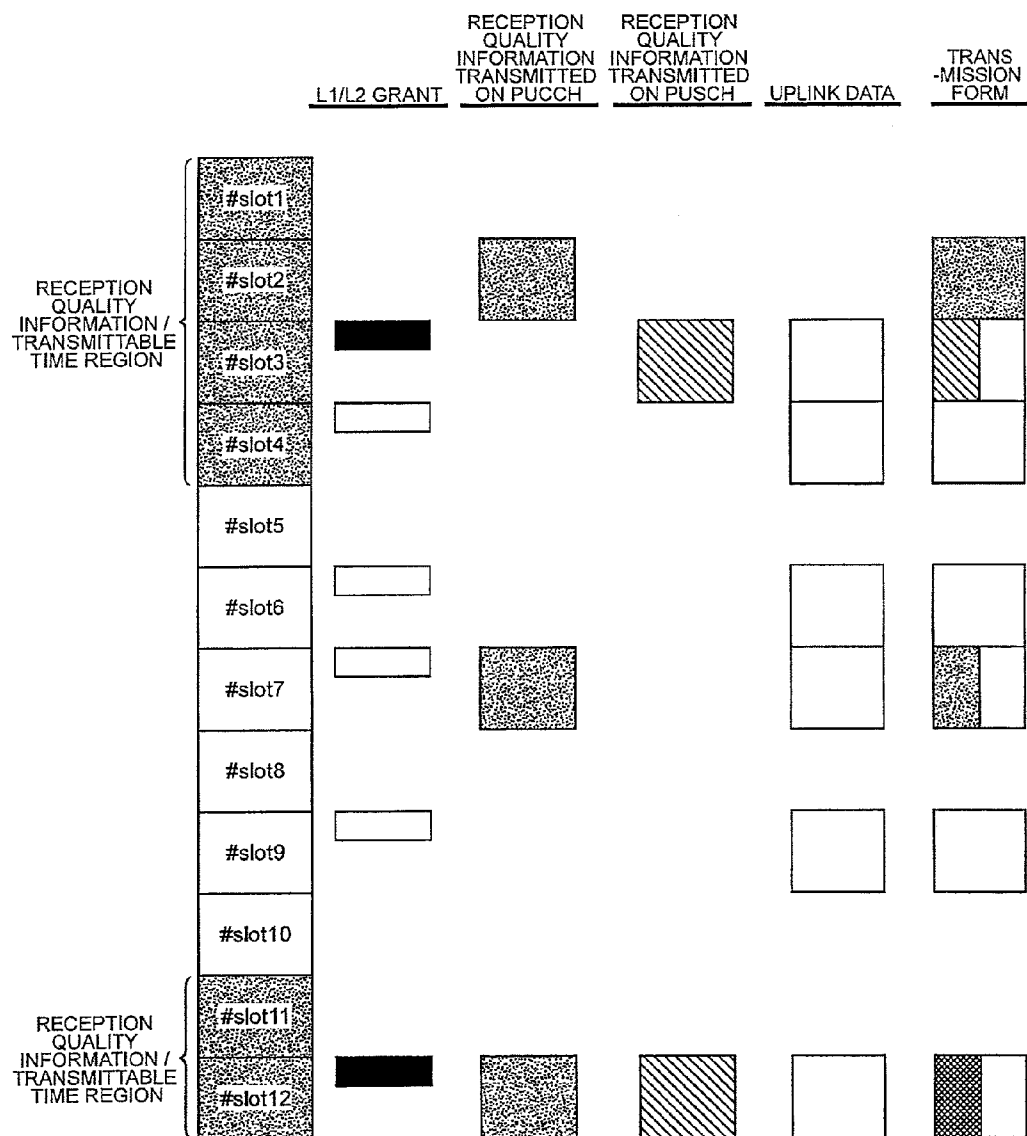 RECEPTION
QUALITY
INFORMATION
TRANSMITTED
ON PUCCH
RECEPTION
QUALITY
INFORMATION
TRANSMITTED
ON PUSCH
TRANS
-MISSION
FORM
L1/L2 GRANT
UPLINK DATA
#slot1
#slot2
#slot3
#slot4
RECEPTION
QUALITY
INFORMATION /
TRANSMITTABLE
TIME REGION
#slot5
#slot6
#slot7
#slot8
#slot9
#slot10
#slot11
#slot12
RECEPTION
QUALITY
INFORMATION /
TRANSMITTABLE
TIME REGION